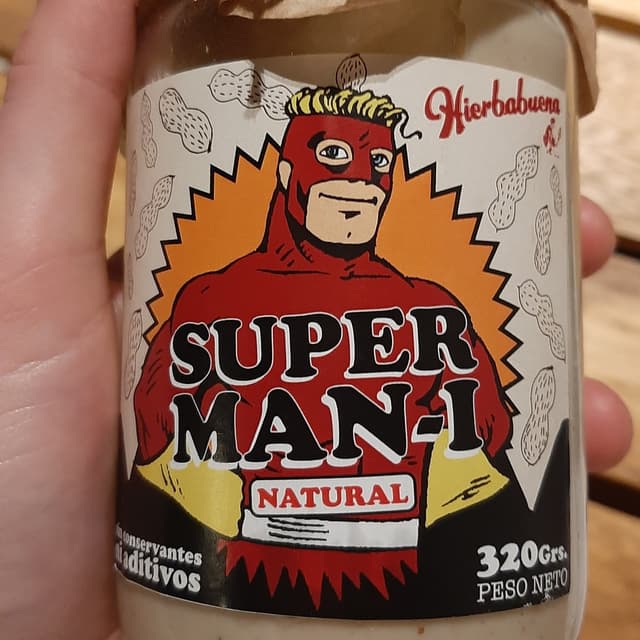 Hierbabuena
SUPER
MAN-I
NATURAL
conservantes
ni aditivos
320Grs.
PESO NETO